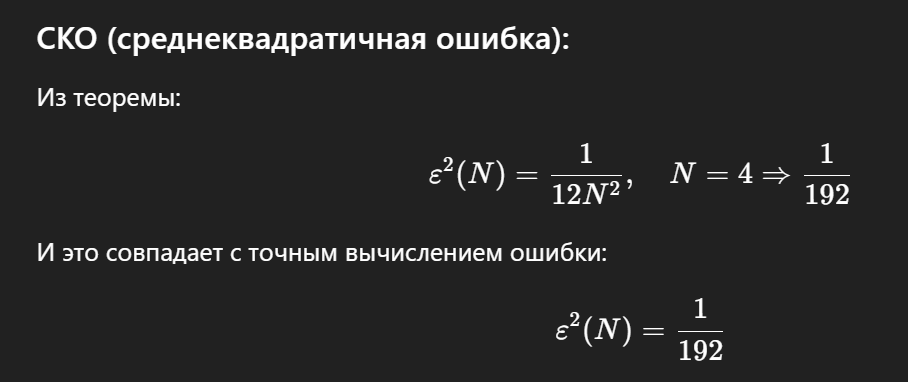 СКО (среднеквадратичная ошибка):
Из теоремы:
ε²(N) = 1/(12N²),   N = 4 ⇒ 1/192
И это совпадает с точным вычислением ошибки:
ε²(N) = 1/192